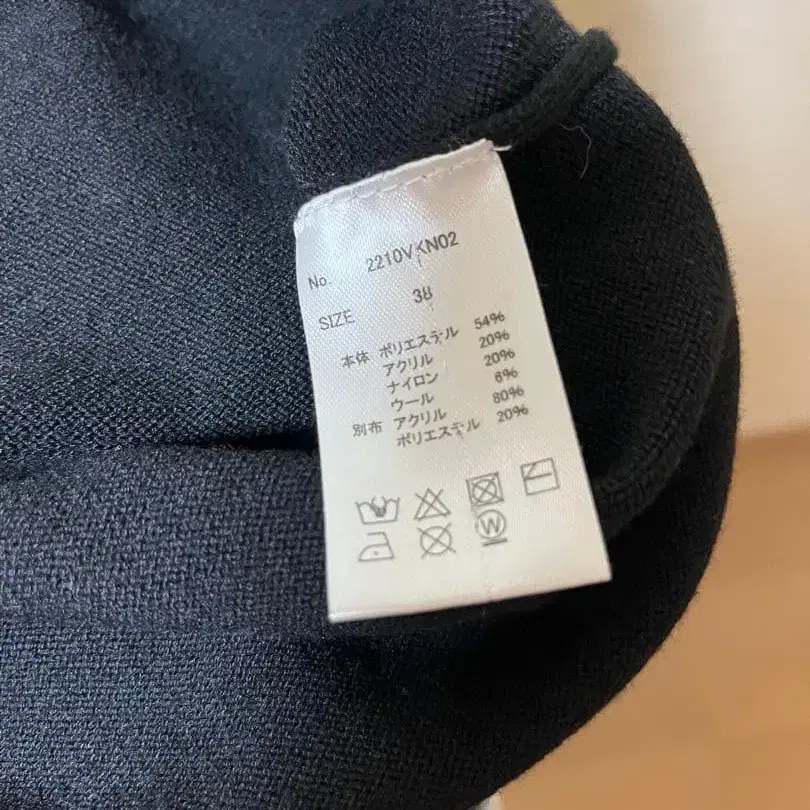 No. 2210VKN02
SIZE 38
本体 ポリエステル 54%
アクリル 20%
ナイロン 20%
ウール 6%
別布 アクリル 80%
ポリエステル 20%
W